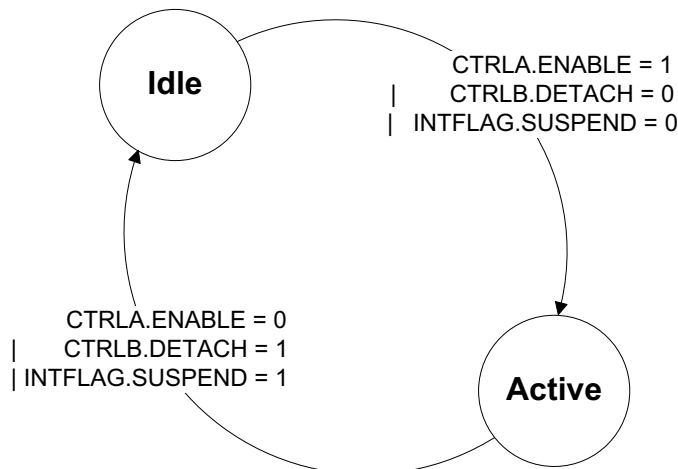 Idle
CTRLA.ENABLE = 1
| CTRLB.DETACH = 0
| INTFLAG.SUSPEND = 0
CTRLA.ENABLE = 0
| CTRLB.DETACH = 1
| INTFLAG.SUSPEND = 1
Active